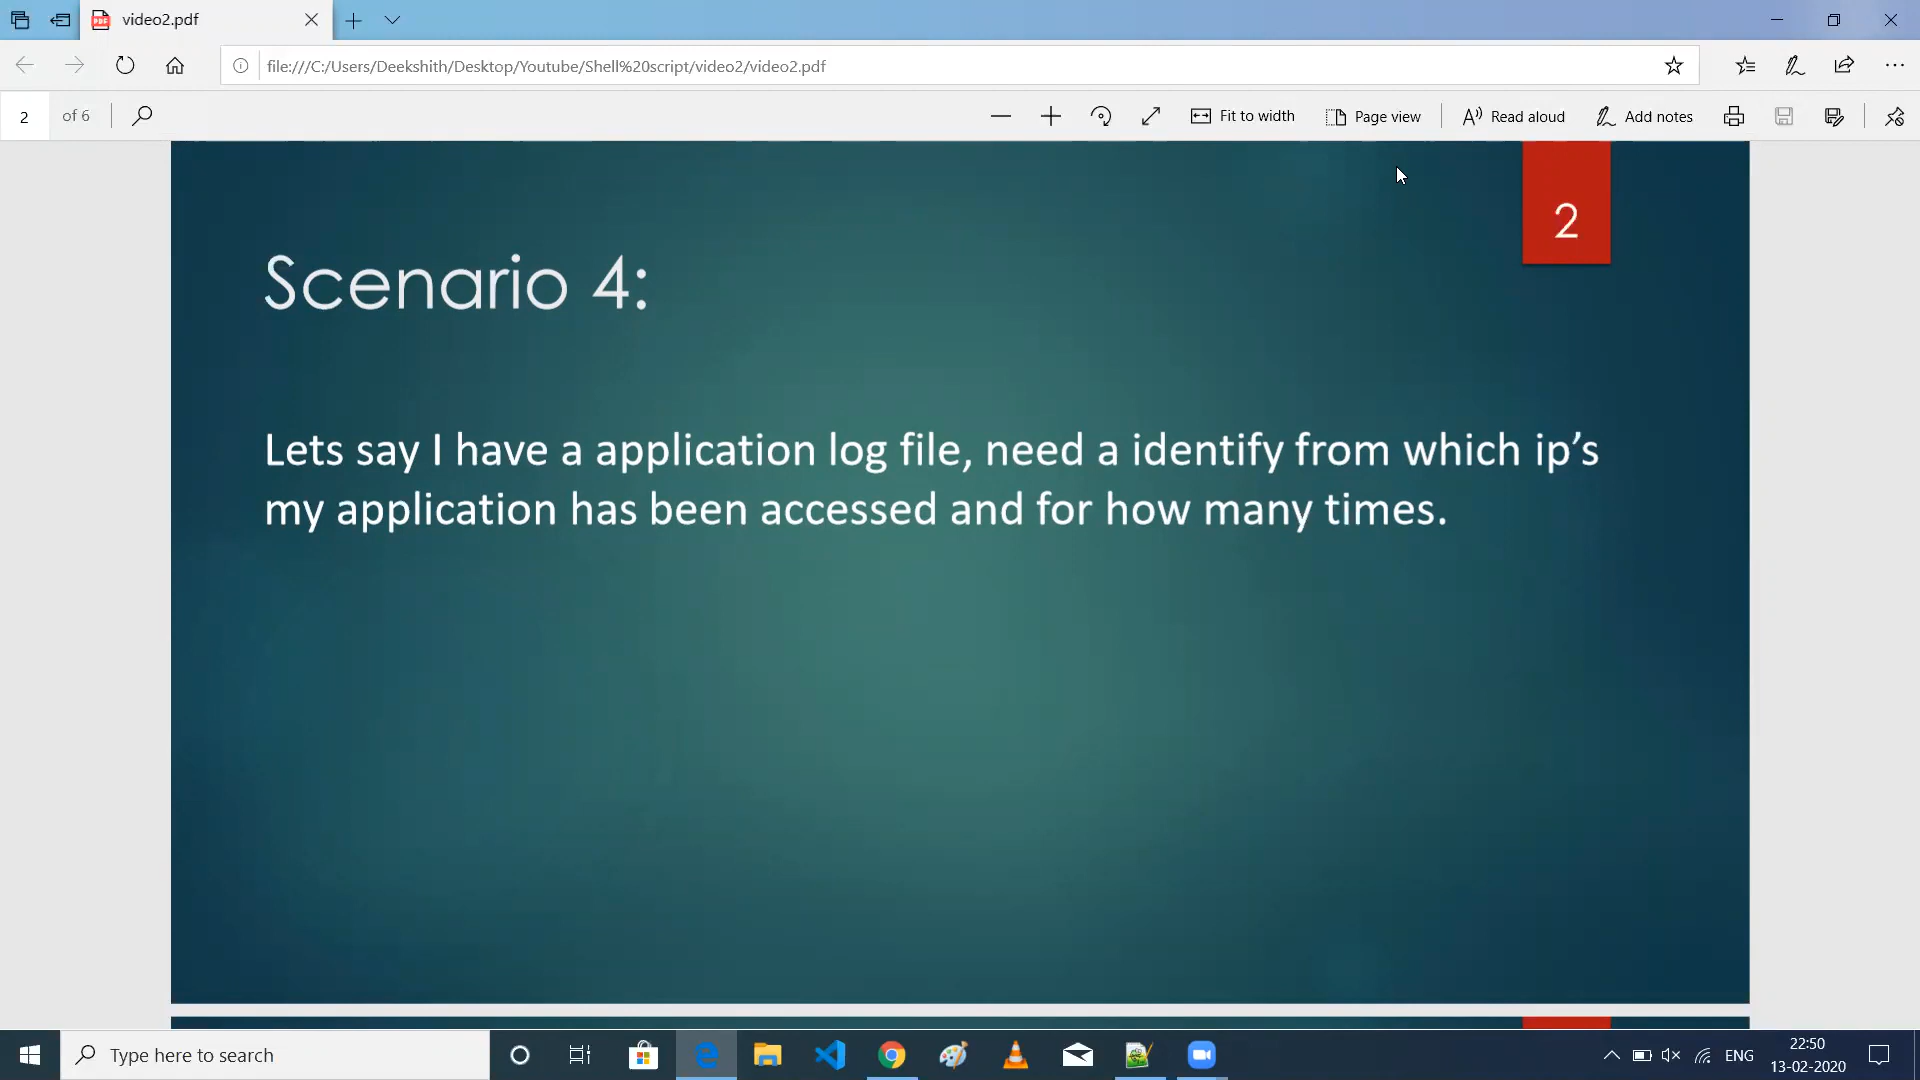 video2.pdf
file:///C:/Users/Deekshith/Desktop/Youtube/Shell%20script/video2/video2.pdf
2 of 6
Fit to width
Page view
Read aloud
Add notes
2
Scenario 4:
Lets say I have a application log file, need a identify from which ip’s
my application has been accessed and for how many times.
Type here to search
ENG
22:50
13-02-2020